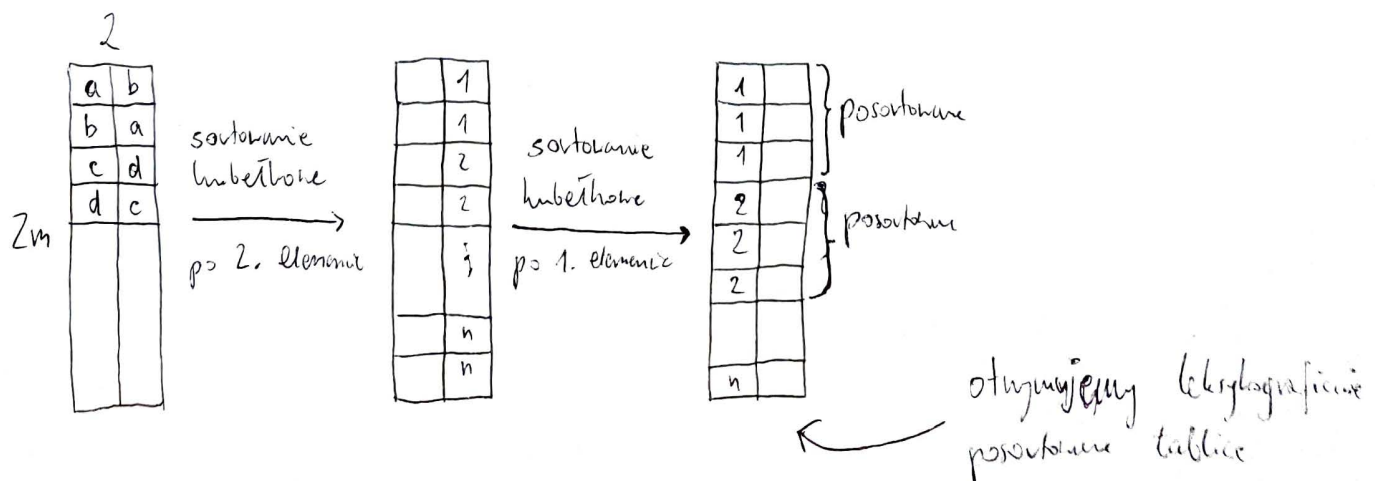 2
a b
b a
c d
d c
2m
sortowanie
kubełkowe
po 2. elemencie
1
1
2
2
n
n
sortowanie
kubełkowe
po 1. elemencie
1
1
1
2
2
2
n
posortowane
posortowane
otrzymujemy leksykograficznie
posortowane tablice